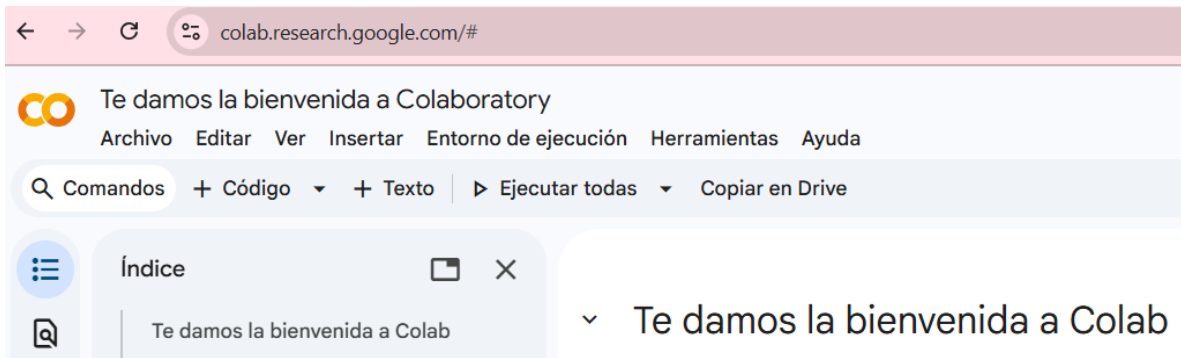 colab.research.google.com/#
Te damos la bienvenida a Colaboratory
Archivo Editar Ver Insertar Entorno de ejecución Herramientas Ayuda
Comandos + Código + Texto Ejecutar todas Copiar en Drive
Índice
Te damos la bienvenida a Colab
Te damos la bienvenida a Colab